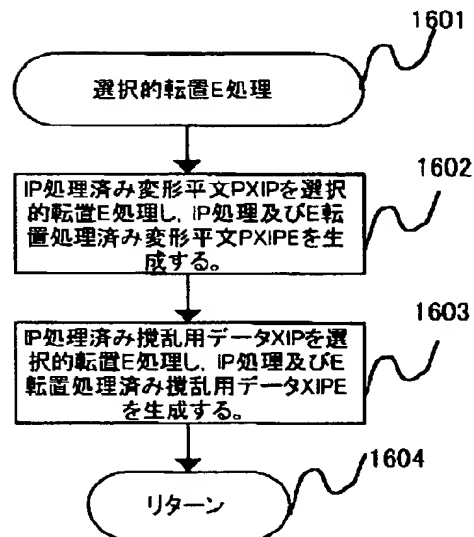 1601
選択的転置E処理
1602
IP処理済み変形平文PXIPを選択
的転置E処理し、IP処理及びE転
置処理済み変形平文PXIPEを生
成する。
1603
IP処理済み撹乱用データXIPを選
択的転置E処理し、IP処理及びE
転置処理済み撹乱用データXIPE
を生成する。
1604
リターン